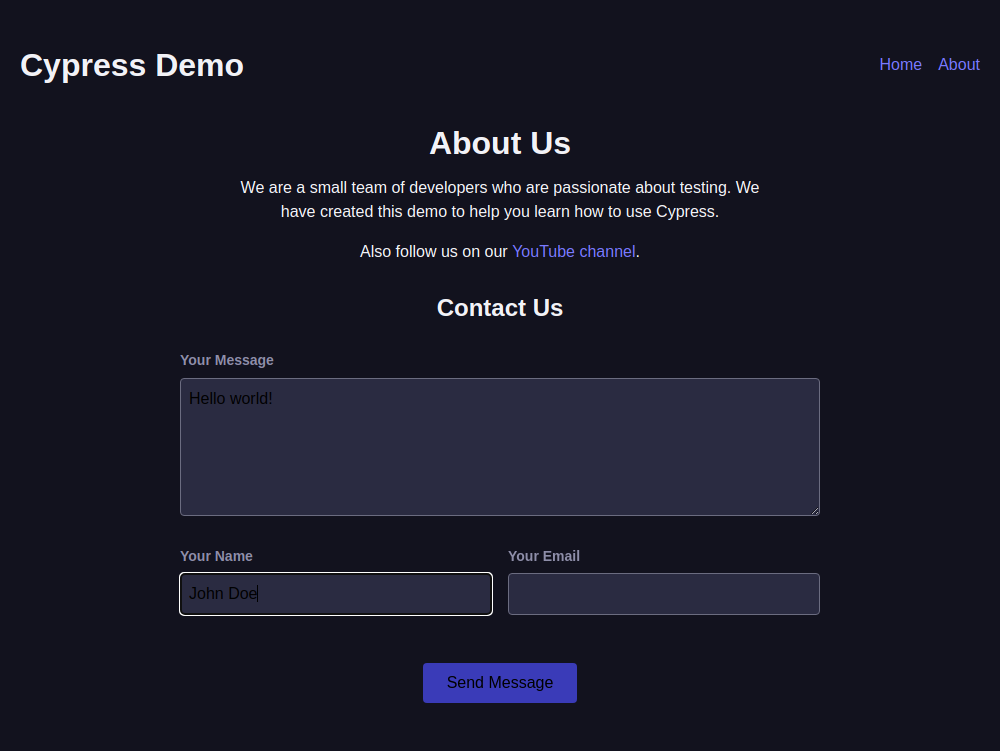 Cypress Demo
Home About
About Us
We are a small team of developers who are passionate about testing. We
have created this demo to help you learn how to use Cypress.
Also follow us on our YouTube channel.
Contact Us
Your Message
Hello world!
Your Name
Your Email
John Doe
Send Message